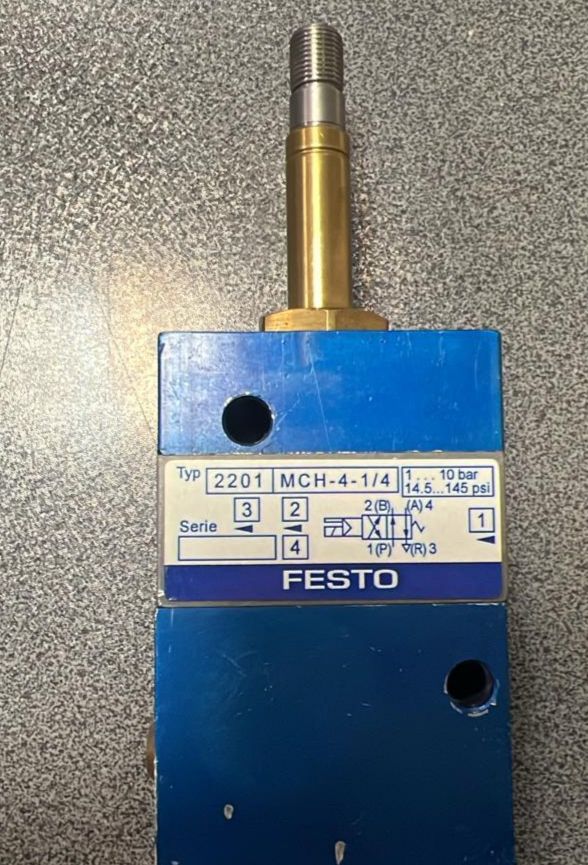 Typ 2201 MCH-4-1/4 1 ... 10 bar
14.5...145 psi
3 2 2(B) (A)4 1
Serie
4 1(P) (R)3
FESTO